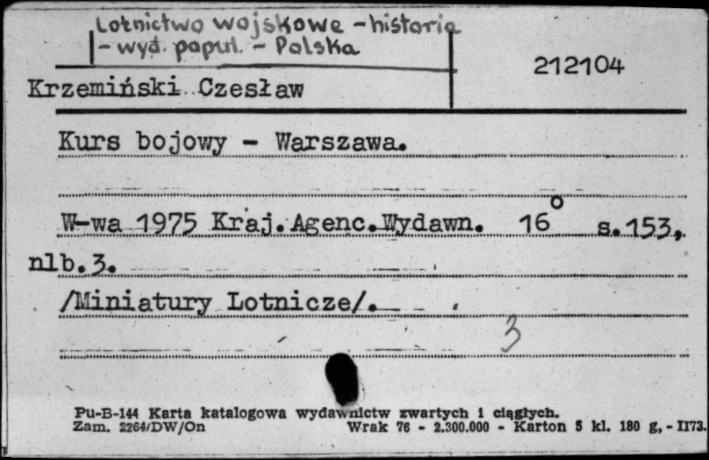 Lotnictwo wojskowe - historia
- wyd. popul. - Polska
212104
Krzemiński Czesław
Kurs bojowy - Warszawa.
W-wa 1975 Kraj.Agenc.Wydawn. 16° s.153,
nlb.3.
/Miniatury Lotnicze/.
3
Pu-B-144 Karta katalogowa wydawnictw zwartych i ciągłych.
Zam. 2264/DW/On Wrak 76 - 2.300.000 - Karton 5 kl. 180 g, - II73.